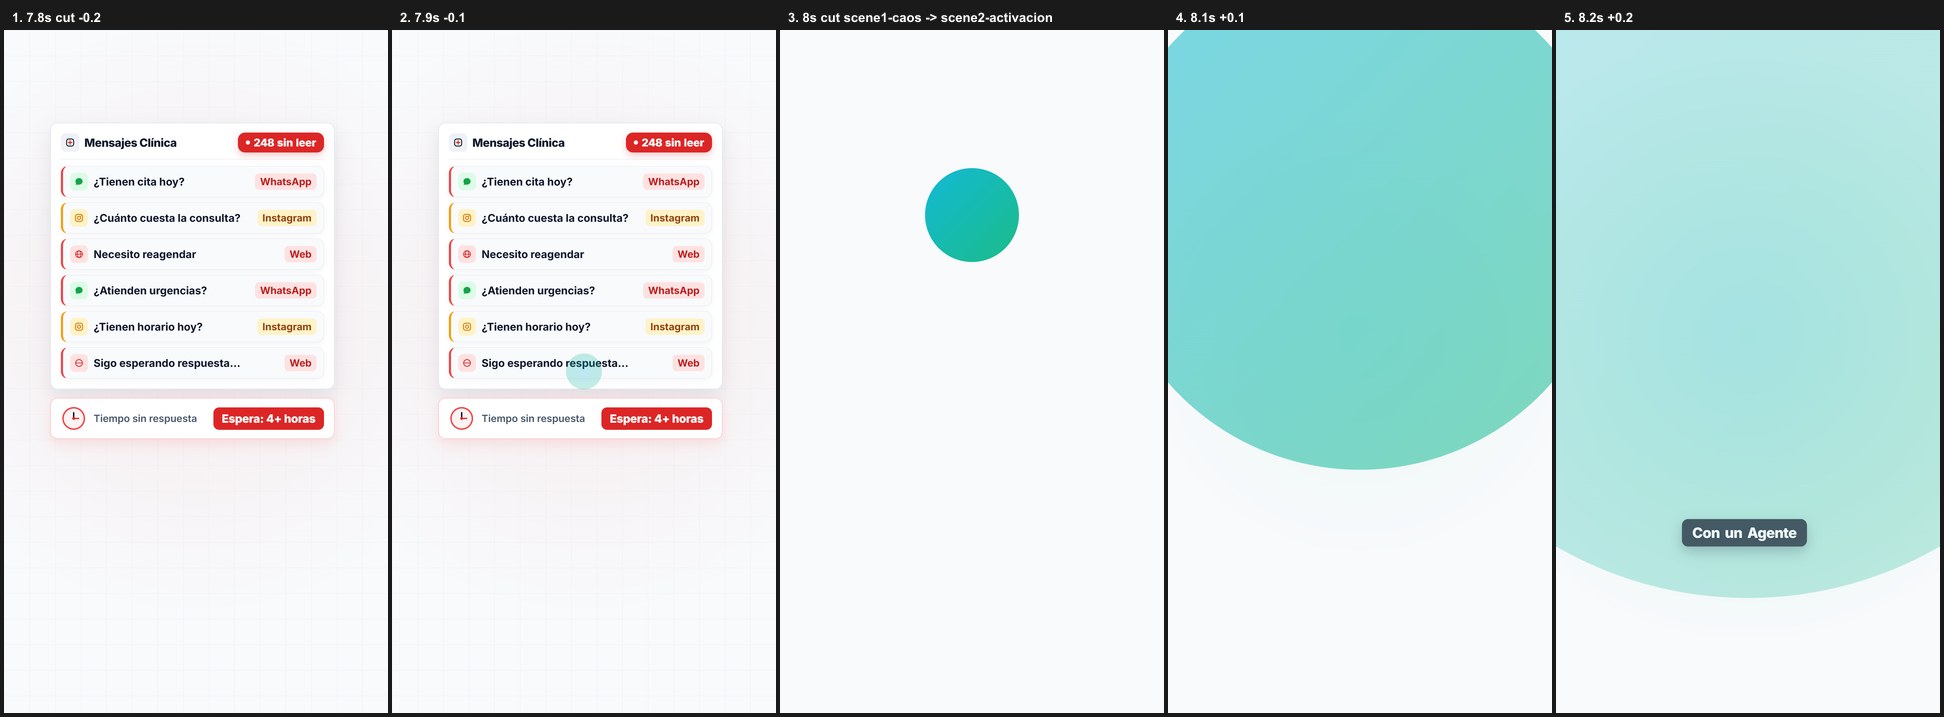 1. 7.8s cut -0.2
Mensajes Clínica
• 248 sin leer
¿Tienen cita hoy?
WhatsApp
¿Cuánto cuesta la consulta?
Instagram
Necesito reagendar
Web
¿Atienden urgencias?
WhatsApp
¿Tienen horario hoy?
Instagram
Sigo esperando respuesta...
Web
Tiempo sin respuesta
Espera: 4+ horas
2. 7.9s -0.1
Mensajes Clínica
• 248 sin leer
¿Tienen cita hoy?
WhatsApp
¿Cuánto cuesta la consulta?
Instagram
Necesito reagendar
Web
¿Atienden urgencias?
WhatsApp
¿Tienen horario hoy?
Instagram
Sigo esperando respuesta...
Web
Tiempo sin respuesta
Espera: 4+ horas
3. 8s cut scene1-caos -> scene2-activacion
4. 8.1s +0.1
5. 8.2s +0.2
Con un Agente